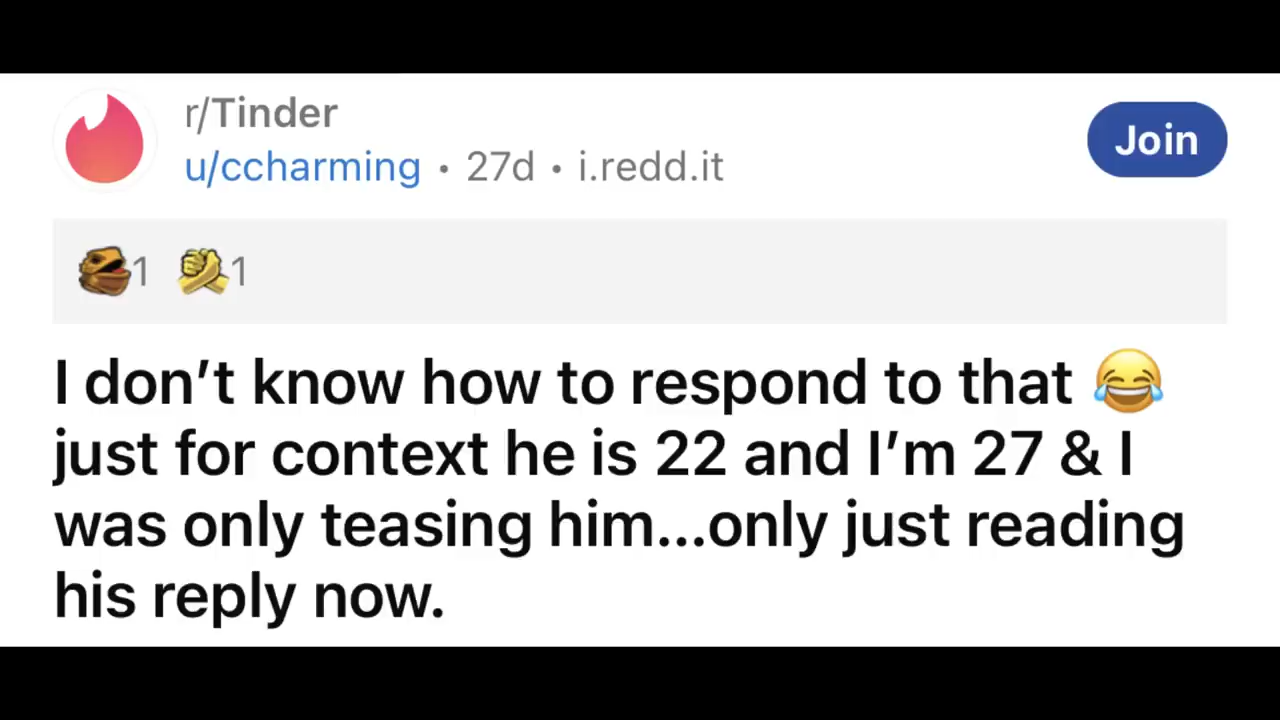 r/Tinder
u/ccharming • 27d • i.redd.it
Join
1 1
I don’t know how to respond to that 😂
just for context he is 22 and I’m 27 & I
was only teasing him...only just reading
his reply now.